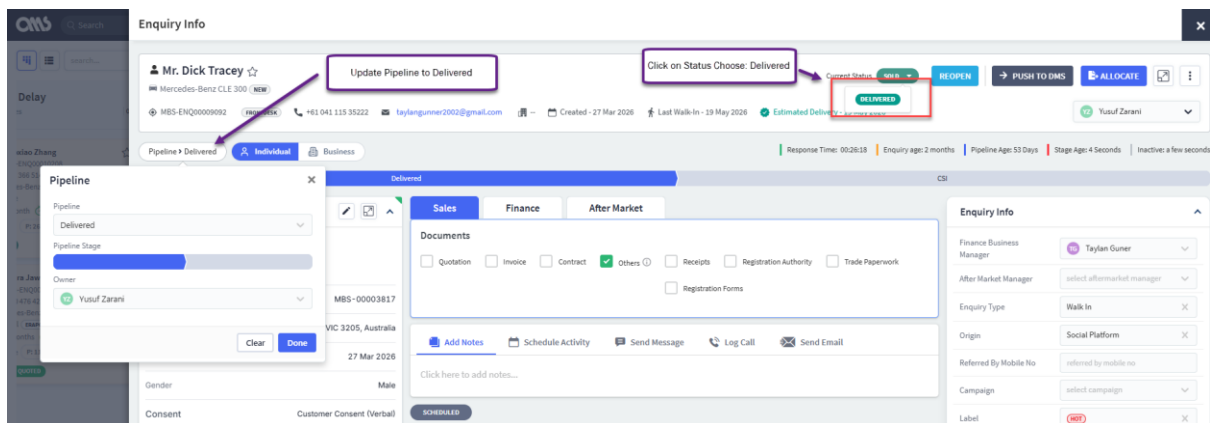 OMS
Search
Enquiry Info
search...
Delay
Mr. Dick Tracey
Mercedes-Benz CLE 300 NEW
MBS-ENQ00009092
+61 041 115 35222
taylangunner2002@gmail.com
--
Created - 27 Mar 2026
Last Walk-In - 19 May 2026
Estimated Delivery -
Update Pipeline to Delivered
Click on Status Choose: Delivered
Current Status
SOLD
DELIVERED
REOPEN
PUSH TO DMS
ALLOCATE
YZ Yusuf Zarani
Pipeline > Delivered
Individual
Business
Response Time: 00:26:18
Enquiry age: 2 months
Pipeline Age: 53 Days
Stage Age: 4 Seconds
Inactive: a few seconds
Delivered
CSI
Pipeline
Pipeline
Delivered
Pipeline Stage
Owner
YZ Yusuf Zarani
Clear
Done
MBS-00003817
VIC 3205, Australia
27 Mar 2026
Gender Male
Consent Customer Consent (Verbal)
QUOTED
Sales
Finance
After Market
Documents
Quotation
Invoice
Contract
Others
Receipts
Registration Authority
Trade Paperwork
Registration Forms
Add Notes
Schedule Activity
Send Message
Log Call
Send Email
Click here to add notes...
SCHEDULED
Enquiry Info
Finance Business Manager
TG Taylan Guner
After Market Manager
select aftermarket manager
Enquiry Type
Walk In
Origin
Social Platform
Referred By Mobile No
referred by mobile no
Campaign
select campaign
Label
HOT